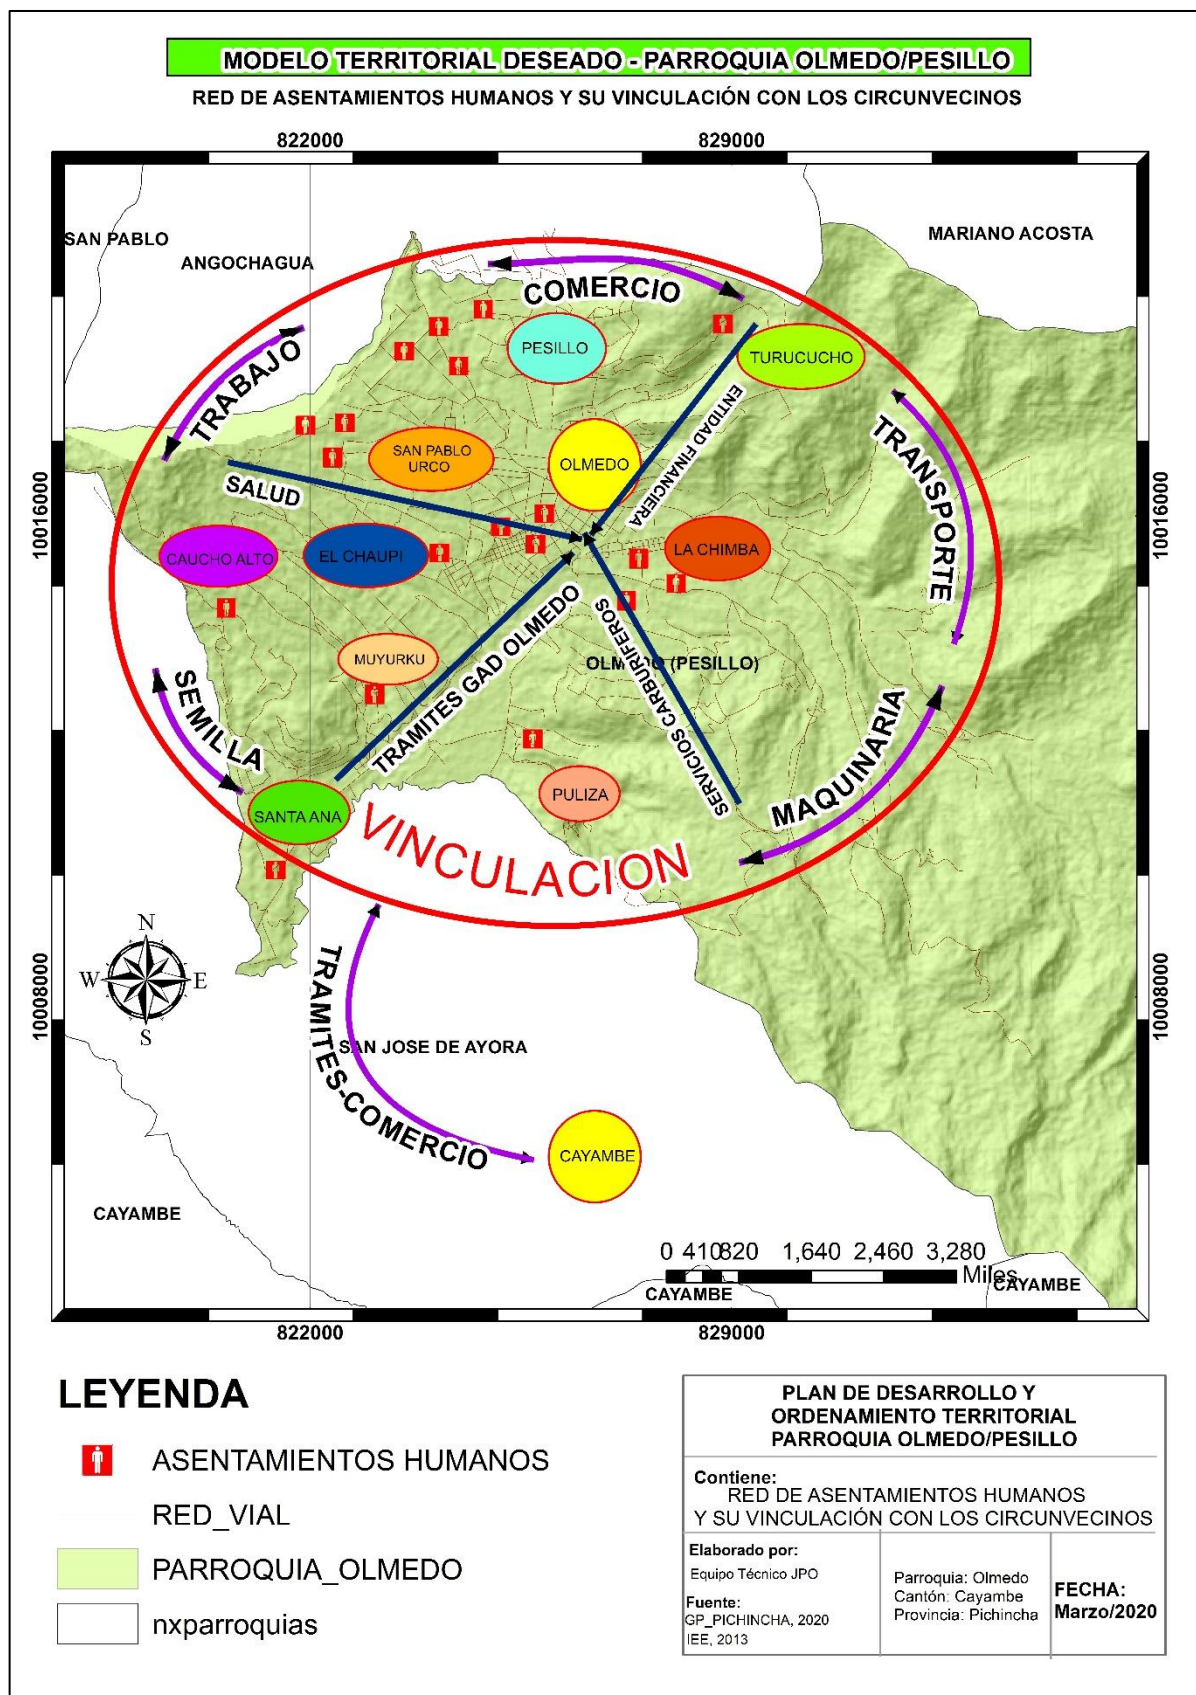 MODELO TERRITORIAL DESEADO - PARROQUIA OLMEDO/PESILLO
RED DE ASENTAMIENTOS HUMANOS Y SU VINCULACIÓN CON LOS CIRCUNVECINOS
822000
829000
SAN PABLO
ANGOCHAGUA
MARIANO ACOSTA
COMERCIO
PESILLO
TURUCUCHO
TRABAJO
ENTIDAD FINANCIERA
TRANSPORTE
SAN PABLO
URCO
OLMEDO
SALUD
10016000
10016000
CAUCHO ALTO
EL CHAUPI
LA CHIMBA
MUYURKU
OLMEDO (PESILLO)
TRAMITES GAD OLMEDO
SERVICIOS CARBURIFEROS
SEMILLA
MAQUINARIA
SANTA ANA
PULIZA
VINCULACION
N
W
E
S
10008000
10008000
TRAMITES-COMERCIO
SAN JOSE DE AYORA
CAYAMBE
CAYAMBE
0 410 820 1,640 2,460 3,280
Miles
CAYAMBE
CAYAMBE
822000
829000
LEYENDA
ASENTAMIENTOS HUMANOS
RED_VIAL
PARROQUIA_OLMEDO
nxparroquias
PLAN DE DESARROLLO Y
ORDENAMIENTO TERRITORIAL
PARROQUIA OLMEDO/PESILLO
Contiene:
RED DE ASENTAMIENTOS HUMANOS
Y SU VINCULACIÓN CON LOS CIRCUNVECINOS
Elaborado por:
Equipo Técnico JPO
Fuente:
GP_PICHINCHA, 2020
IEE, 2013
Parroquia: Olmedo
Cantón: Cayambe
Provincia: Pichincha
FECHA:
Marzo/2020